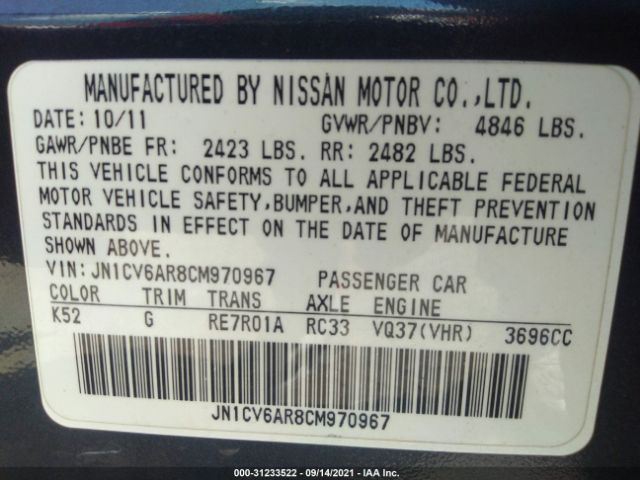 MANUFACTURED BY NISSAN MOTOR CO.,LTD.
DATE: 10/11 GVWR/PNBV: 4846 LBS.
GAWR/PNBE FR: 2423 LBS. RR: 2482 LBS.
THIS VEHICLE CONFORMS TO ALL APPLICABLE FEDERAL
MOTOR VEHICLE SAFETY,BUMPER,AND THEFT PREVENTION
STANDARDS IN EFFECT ON THE DATE OF MANUFACTURE
SHOWN ABOVE.
VIN:JN1CV6AR8CM970967 PASSENGER CAR
COLOR TRIM TRANS AXLE ENGINE
K52 G RE7R01A RC33 VQ37(VHR) 3696CC
JN1CV6AR8CM970967
000-31233522 - 09/14/2021 - IAA Inc.